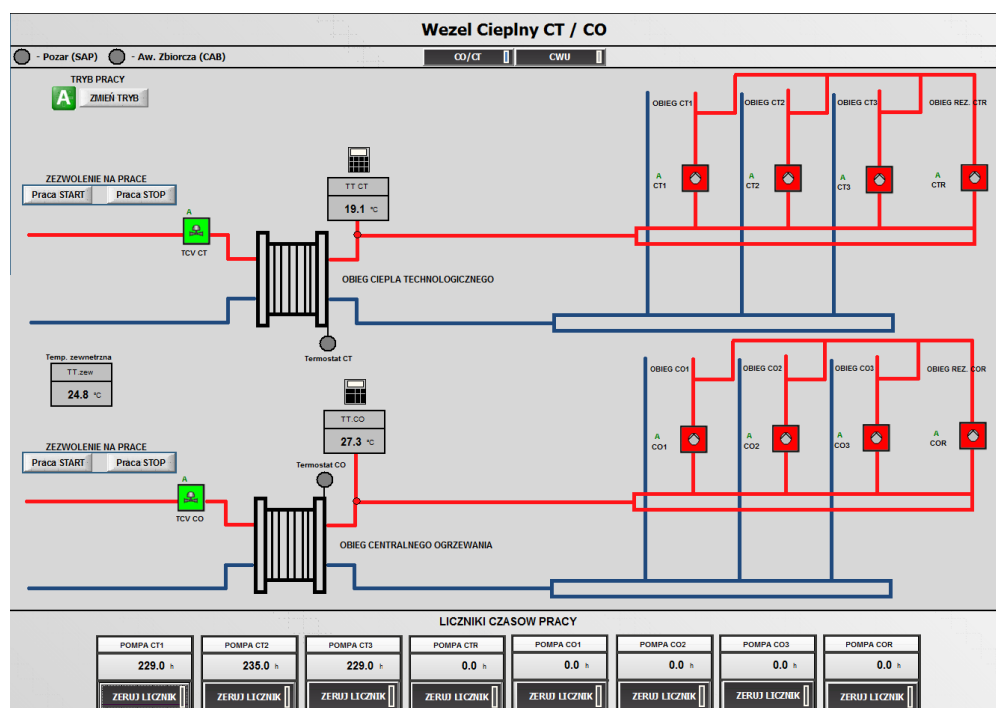 Wezel Cieplny CT / CO
- Pozar (SAP) - Aw. Zbiorcza (CAB) CO/CT CWU
TRYB PRACY
A ZMIEŃ TRYB
OBIEG CT1 OBIEG CT2 OBIEG CT3 OBIEG REZ. CTR
A CT1 A CT2 A CT3 A CTR
ZEZWOLENIE NA PRACE
Praca START Praca STOP
TT CT
19.1 °C
A
TCV CT
OBIEG CIEPLA TECHNOLOGICZNEGO
Termostat CT
Temp. zewnetrzna
TT.zew
24.8 °C
OBIEG CO1 OBIEG CO2 OBIEG CO3 OBIEG REZ. COR
A CO1 A CO2 A CO3 A COR
TT.CO
27.3 °C
ZEZWOLENIE NA PRACE
Praca START Praca STOP
Termostat CO
A
TCV CO
OBIEG CENTRALNEGO OGRZEWANIA
LICZNIKI CZASOW PRACY
POMPA CT1 POMPA CT2 POMPA CT3 POMPA CTR POMPA CO1 POMPA CO2 POMPA CO3 POMPA COR
229.0 h 235.0 h 229.0 h 0.0 h 0.0 h 0.0 h 0.0 h 0.0 h
ZERUJ LICZNIK ZERUJ LICZNIK ZERUJ LICZNIK ZERUJ LICZNIK ZERUJ LICZNIK ZERUJ LICZNIK ZERUJ LICZNIK ZERUJ LICZNIK